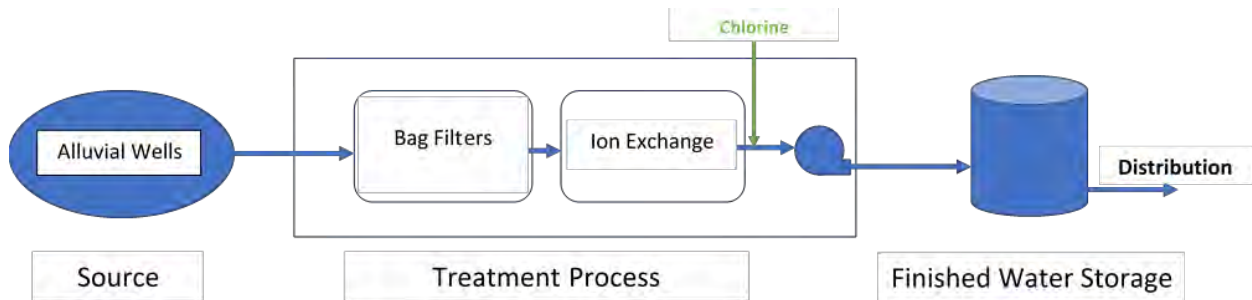 Chlorine
Alluvial Wells
Bag Filters
Ion Exchange
Distribution
Source
Treatment Process
Finished Water Storage